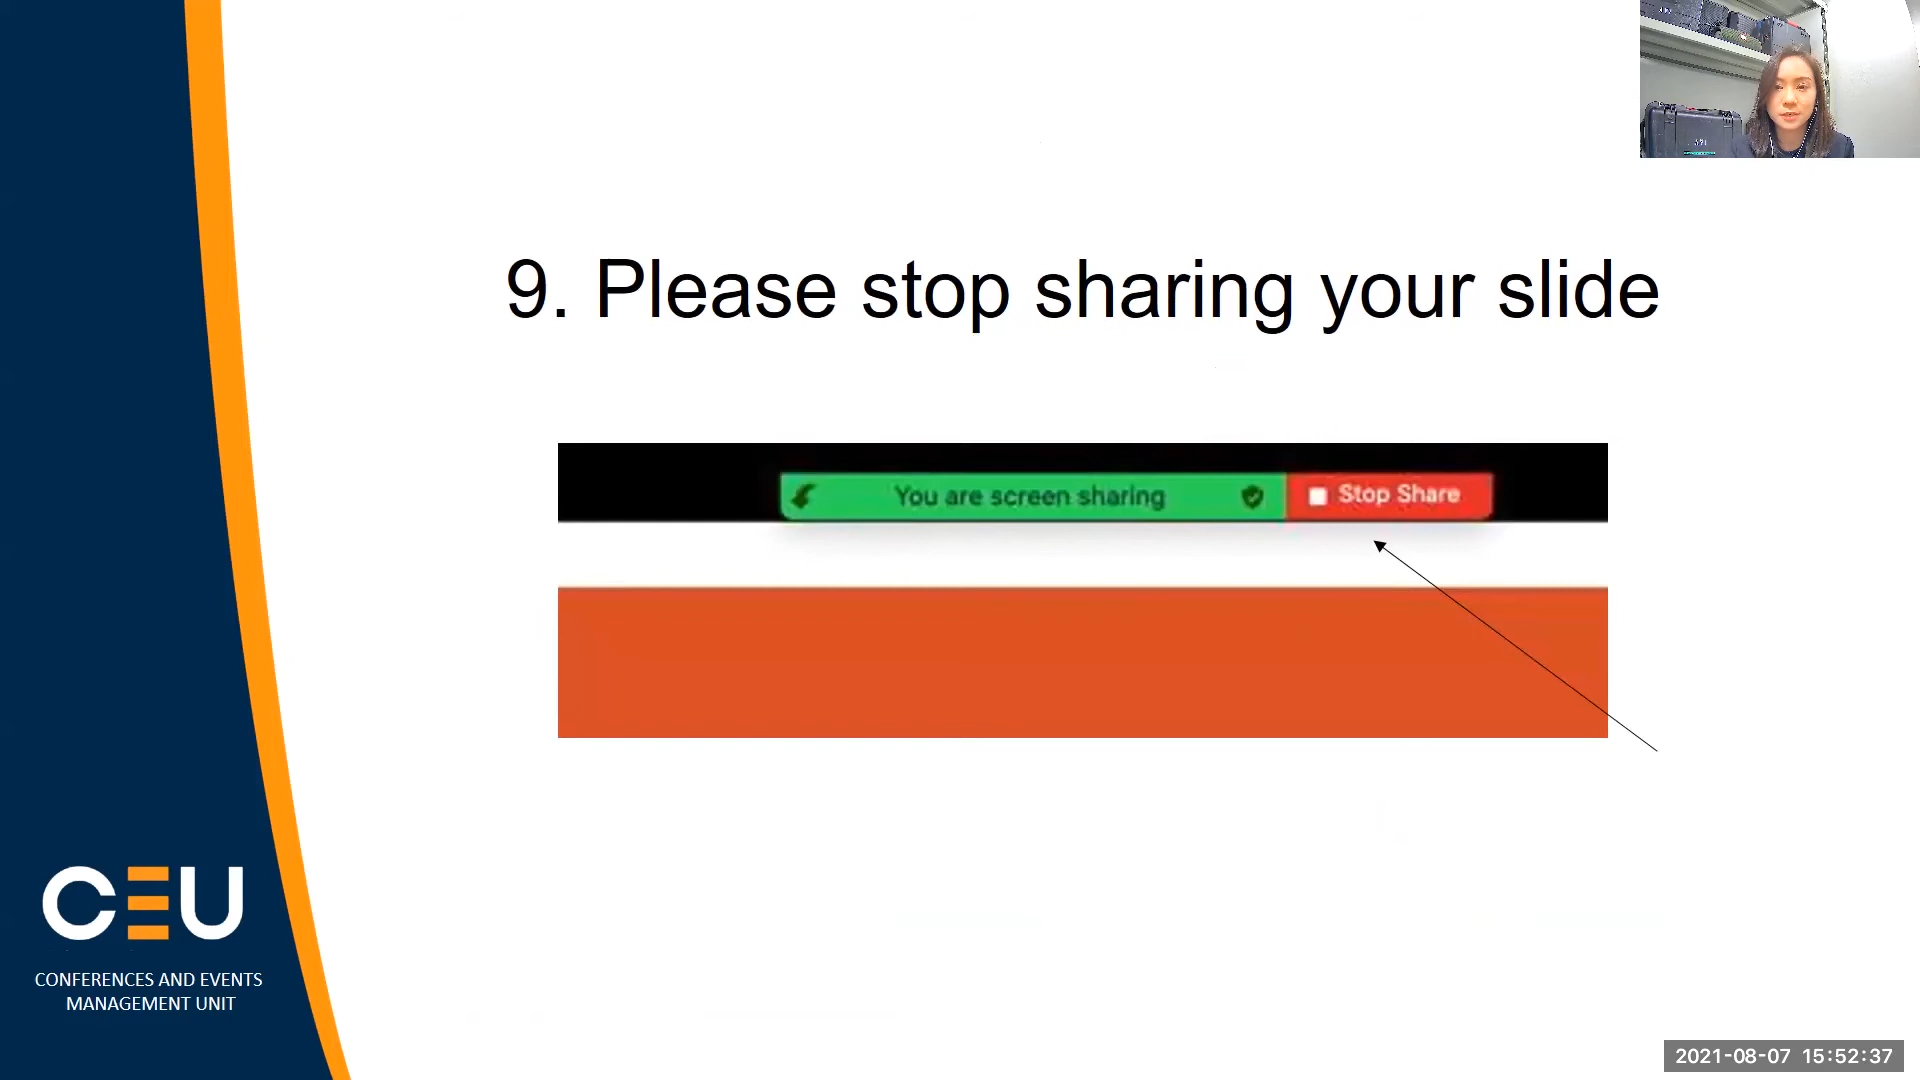 9. Please stop sharing your slide
You are screen sharing
Stop Share
CEU
CONFERENCES AND EVENTS
MANAGEMENT UNIT
2021-08-07 15:52:37